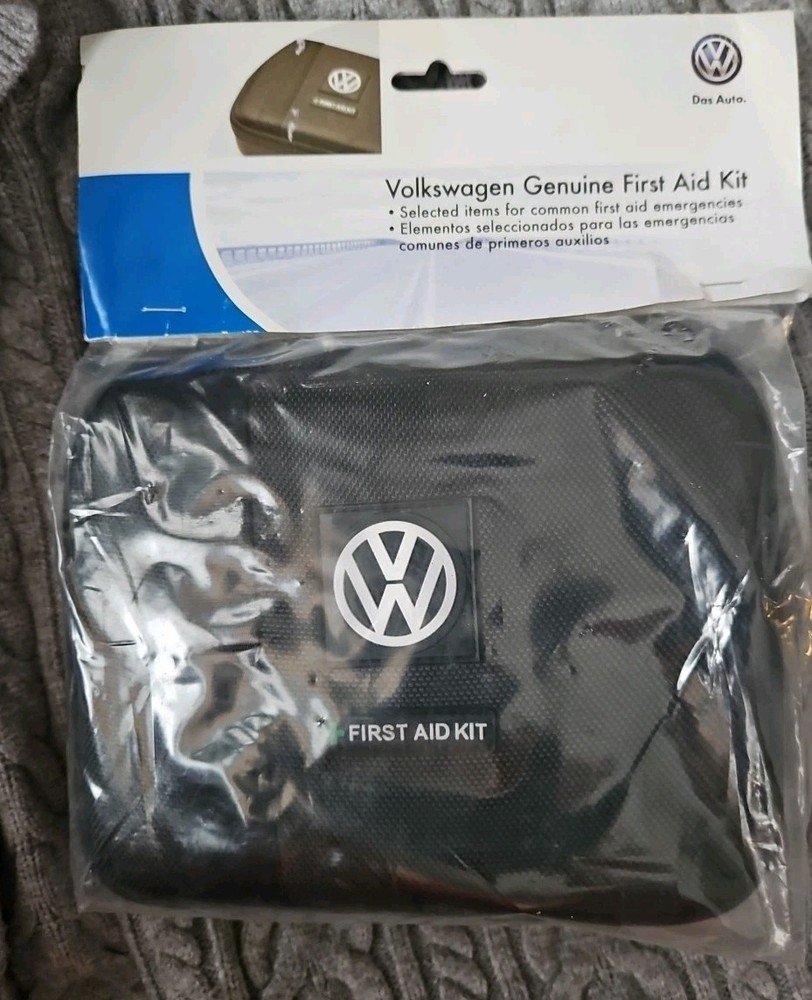 Das Auto.
Volkswagen Genuine First Aid Kit
• Selected items for common first aid emergencies
• Elementos seleccionados para las emergencias
comunes de primeros auxilios
FIRST AID KIT